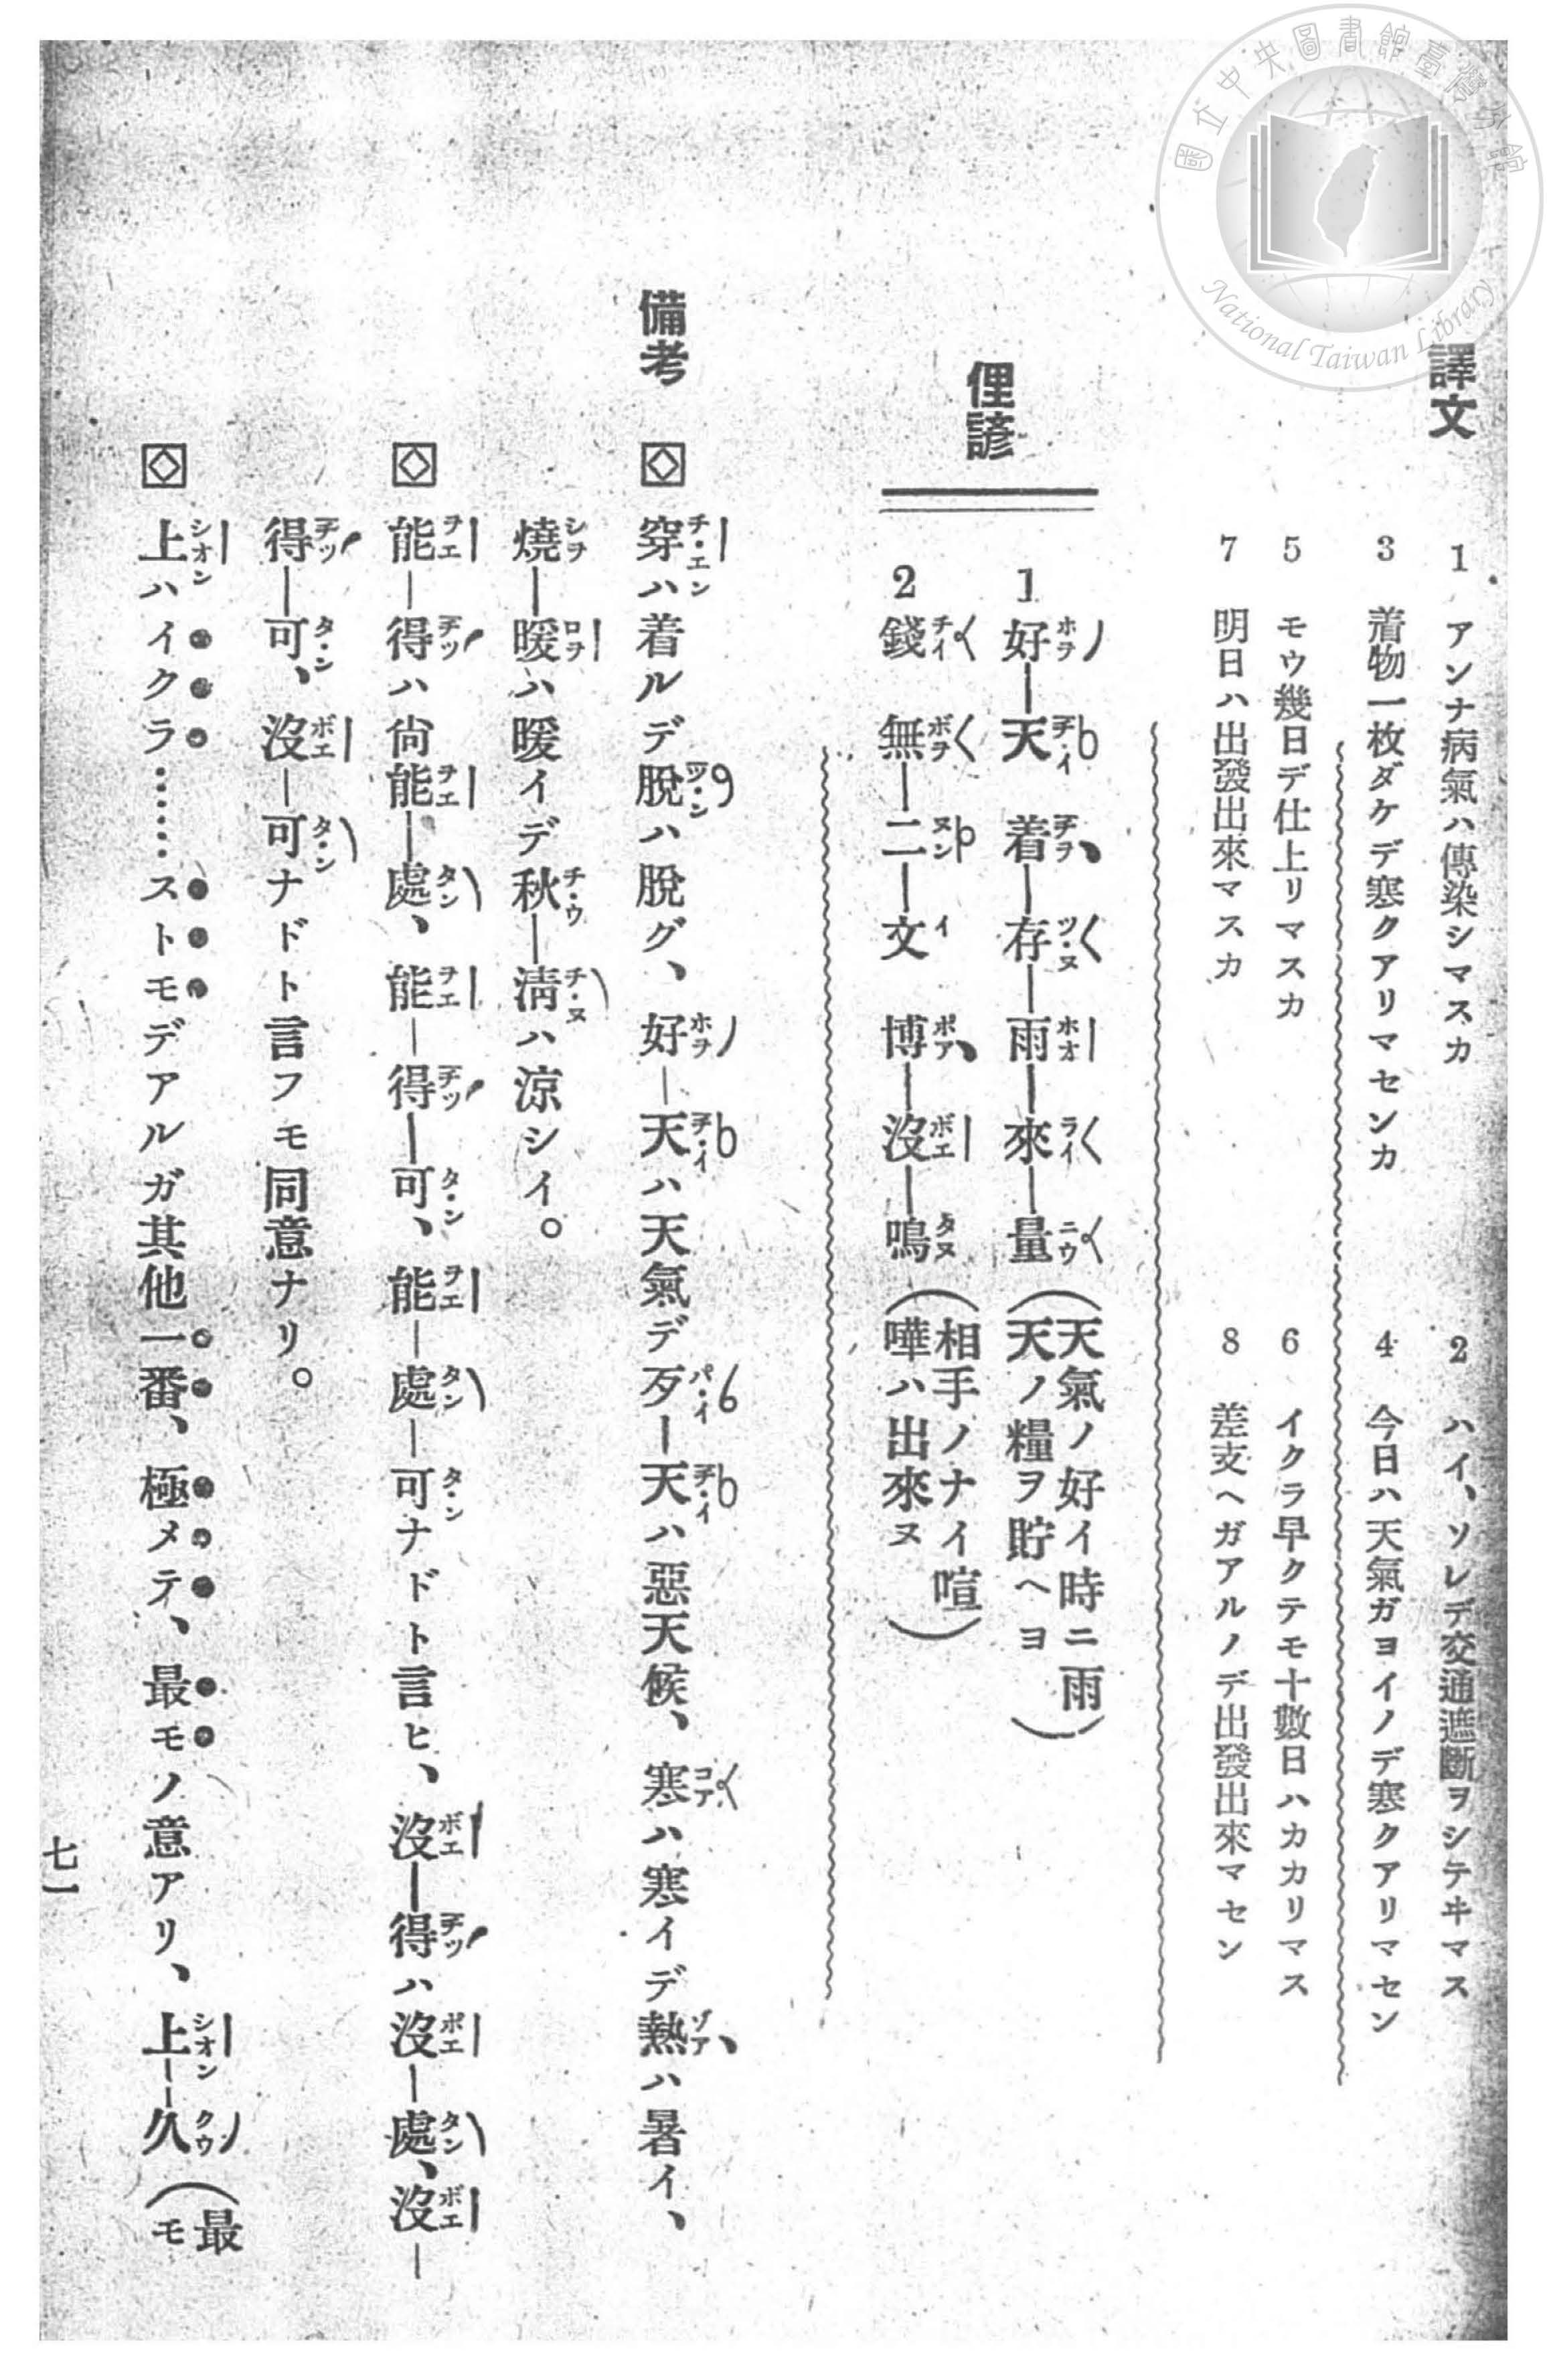 國立中央圖書館臺灣分館
National Taiwan Library
譯文
1 アンナ病氣ハ傳染シマスカ
2 ハイ、ソレデ交通遮斷ヲシテヰマス
3 着物一枚ダケデ寒クアリマセンカ
4 今日ハ天氣ガヨイノデ寒クアリマセン
5 モウ幾日デ仕上リマスカ
6 イクラ早クテモ十數日ハカカリマス
7 明日ハ出發出來マスカ
8 差支ヘガアルノデ出發出來マセン
俚諺
1 好―天 着―存―雨―來―量(天氣ノ好イ時ニ雨天ノ糧ヲ貯ヘヨ)
2 錢 無―二―文 博―沒―鳴(相手ノナイ喧嘩ハ出來ヌ)
備考
穿ハ着ルデ脫ハ脫グ、好―天ハ天氣デ歹―天ハ惡天候、寒ハ寒イデ熱ハ暑イ、
燒―暖ハ暖イデ秋―淸ハ涼シイ。
能―得ハ尙能―處、能―得―可、能―處―可ナドト言ヒ、沒―得ハ沒―處、沒―
得―可、沒―可ナドト言フモ同意ナリ。
上ハイクラ……ストモデアルガ其他一番、極メテ、最モノ意アリ、上――久(最モ
七一